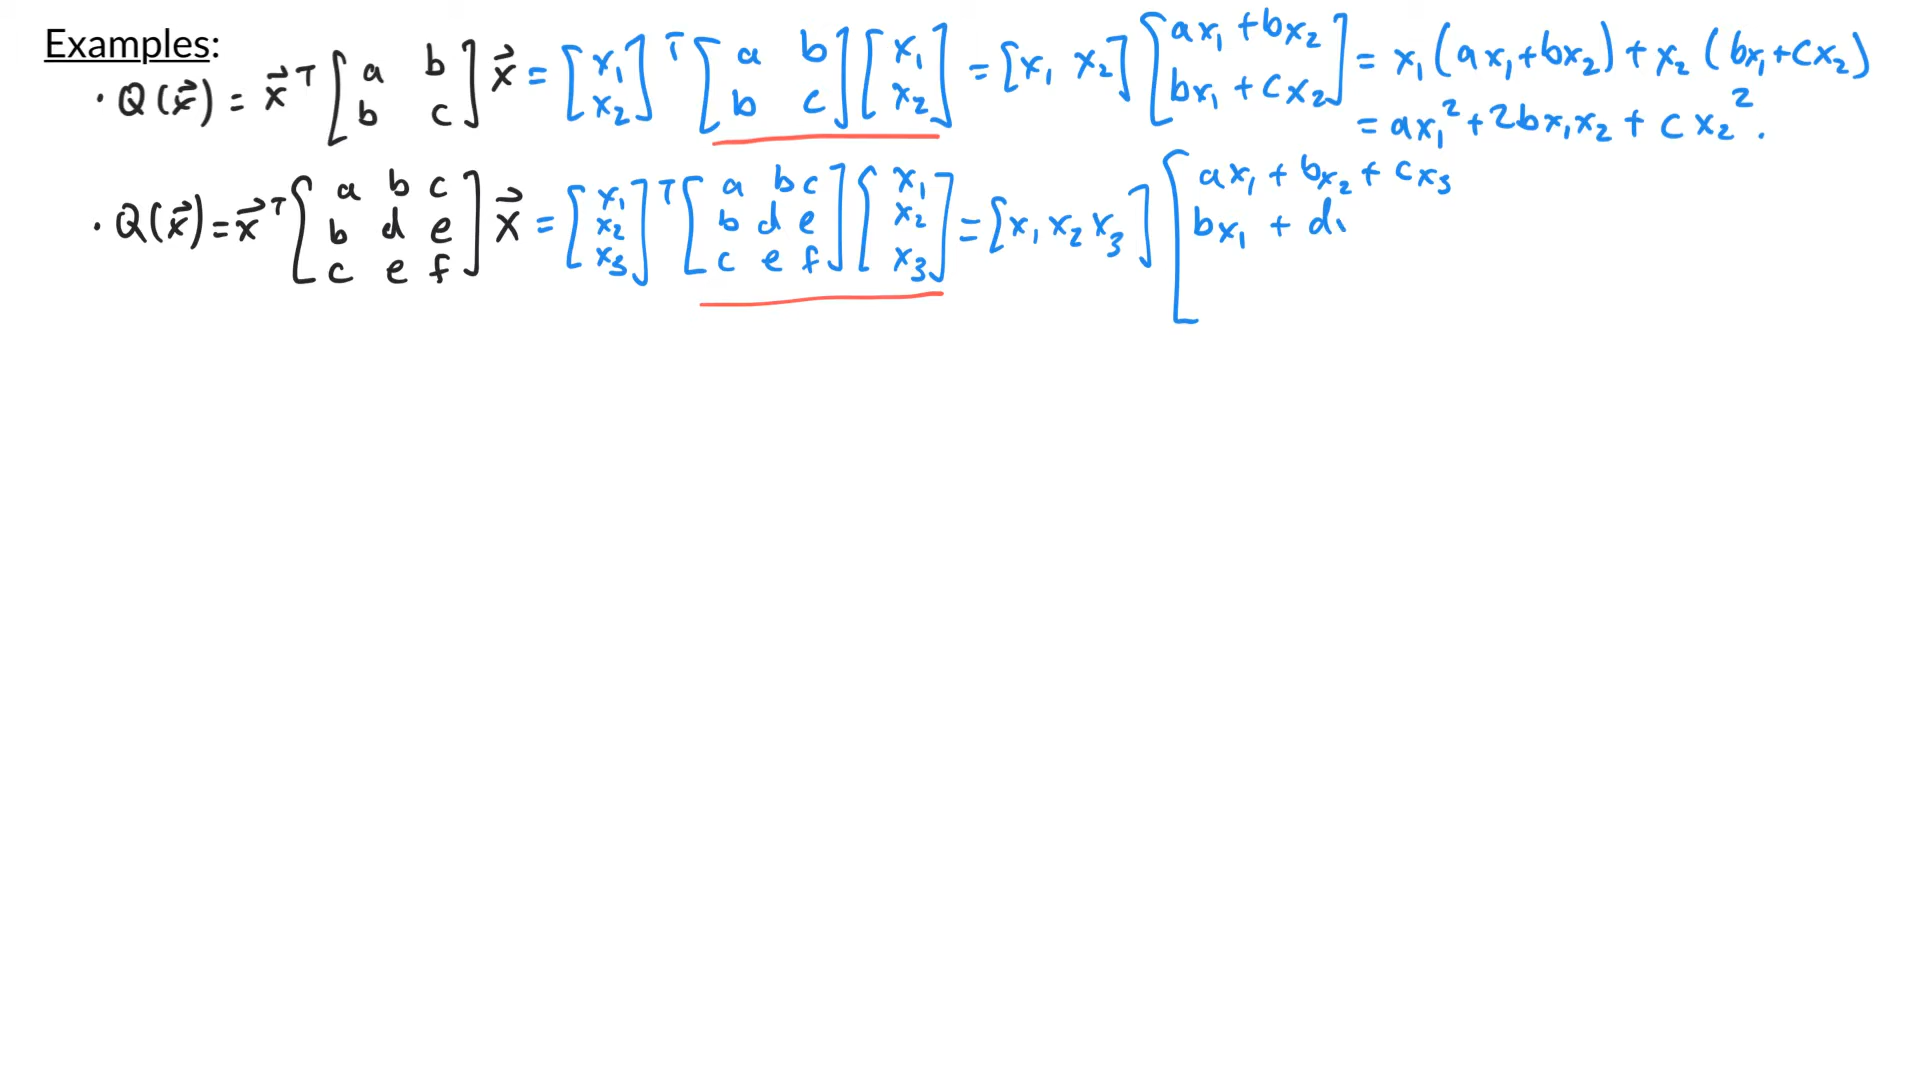 Examples:
· Q(x⃗) = x⃗ᵀ [a b; b c] x⃗ = [x₁; x₂]ᵀ [a b; b c] [x₁; x₂] = [x₁ x₂] [ax₁ + bx₂; bx₁ + cx₂] = x₁(ax₁ + bx₂) + x₂(bx₁ + cx₂)
= ax₁² + 2bx₁x₂ + cx₂².
· Q(x⃗) = x⃗ᵀ [a b c; b d e; c e f] x⃗ = [x₁; x₂; x₃]ᵀ [a b c; b d e; c e f] [x₁; x₂; x₃] = [x₁ x₂ x₃] [ax₁ + bx₂ + cx₃
bx₁ + d